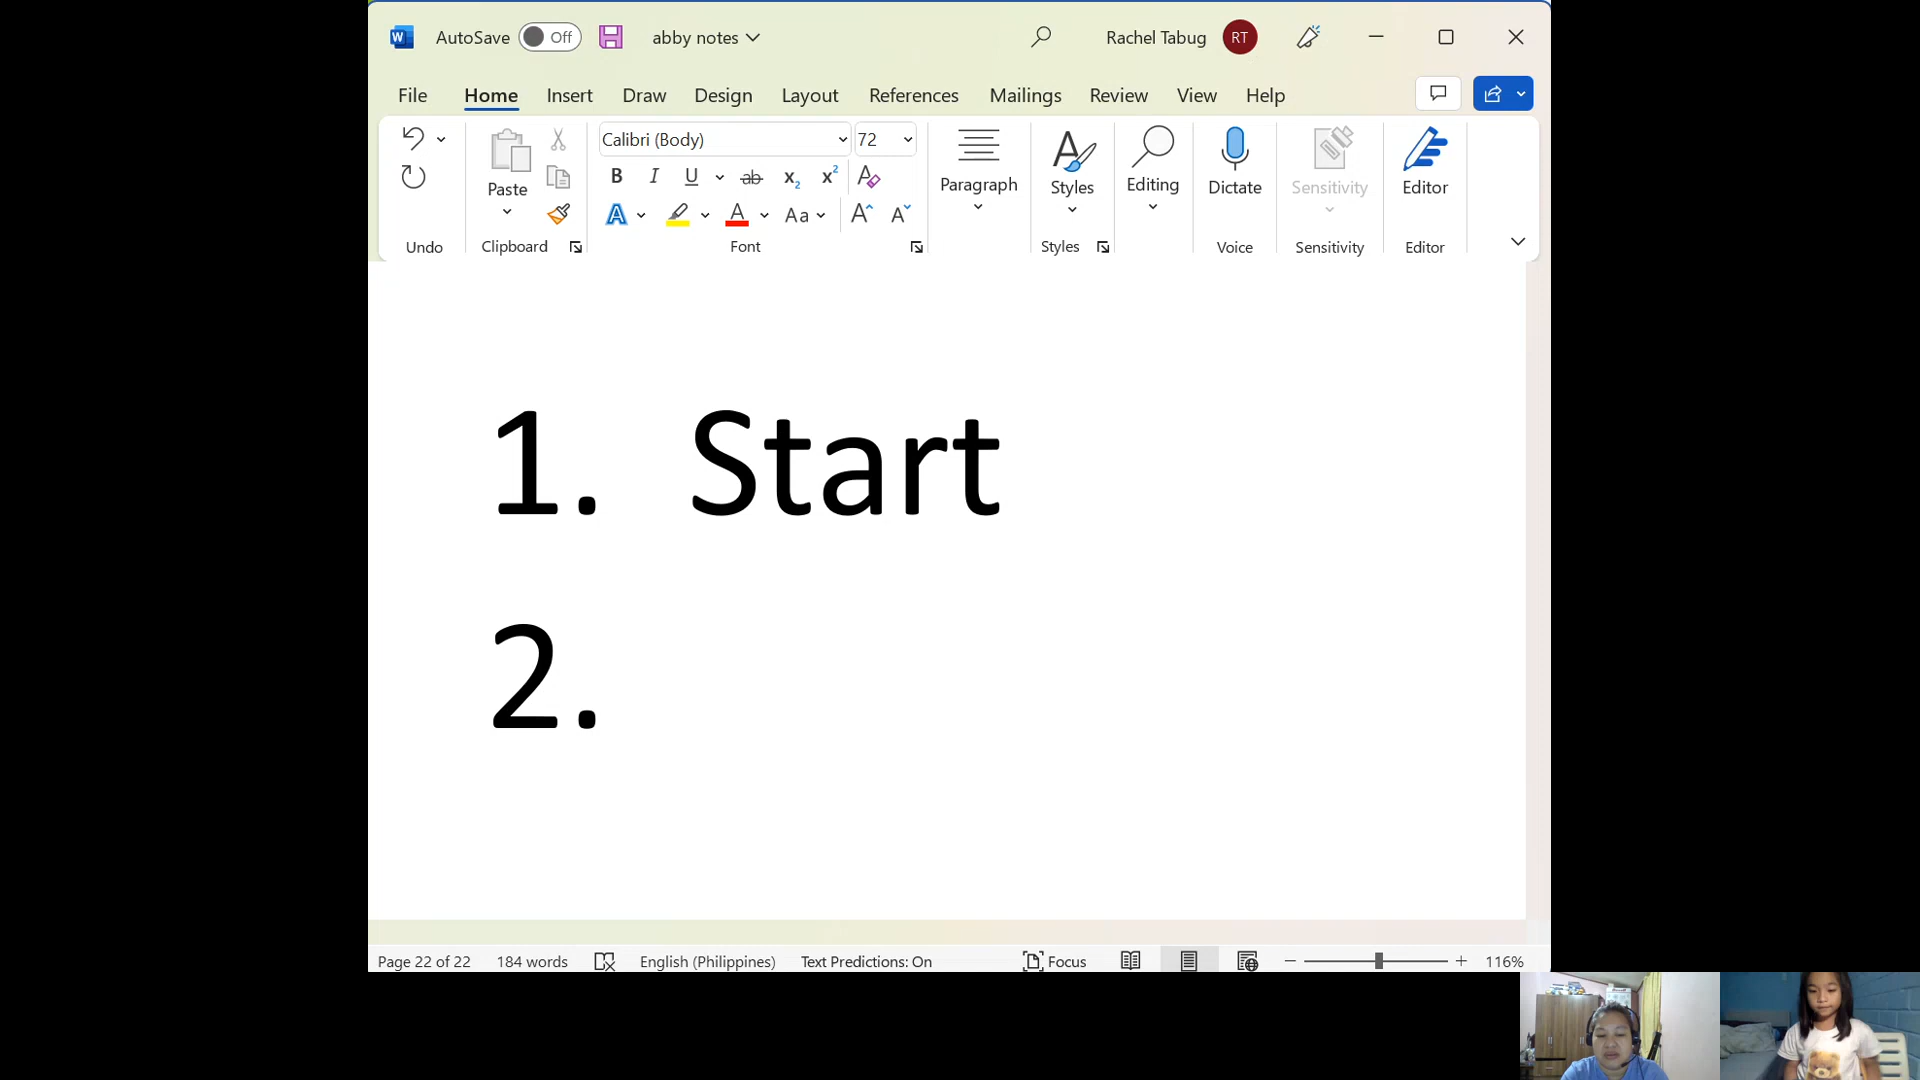 AutoSave Off abby notes Rachel Tabug RT
File Home Insert Draw Design Layout References Mailings Review View Help
Calibri (Body) 72
Paste Paragraph Styles Editing Dictate Sensitivity Editor
Undo Clipboard Font Styles Voice Sensitivity Editor
1. Start
2.
Page 22 of 22 184 words English (Philippines) Text Predictions: On Focus 116%